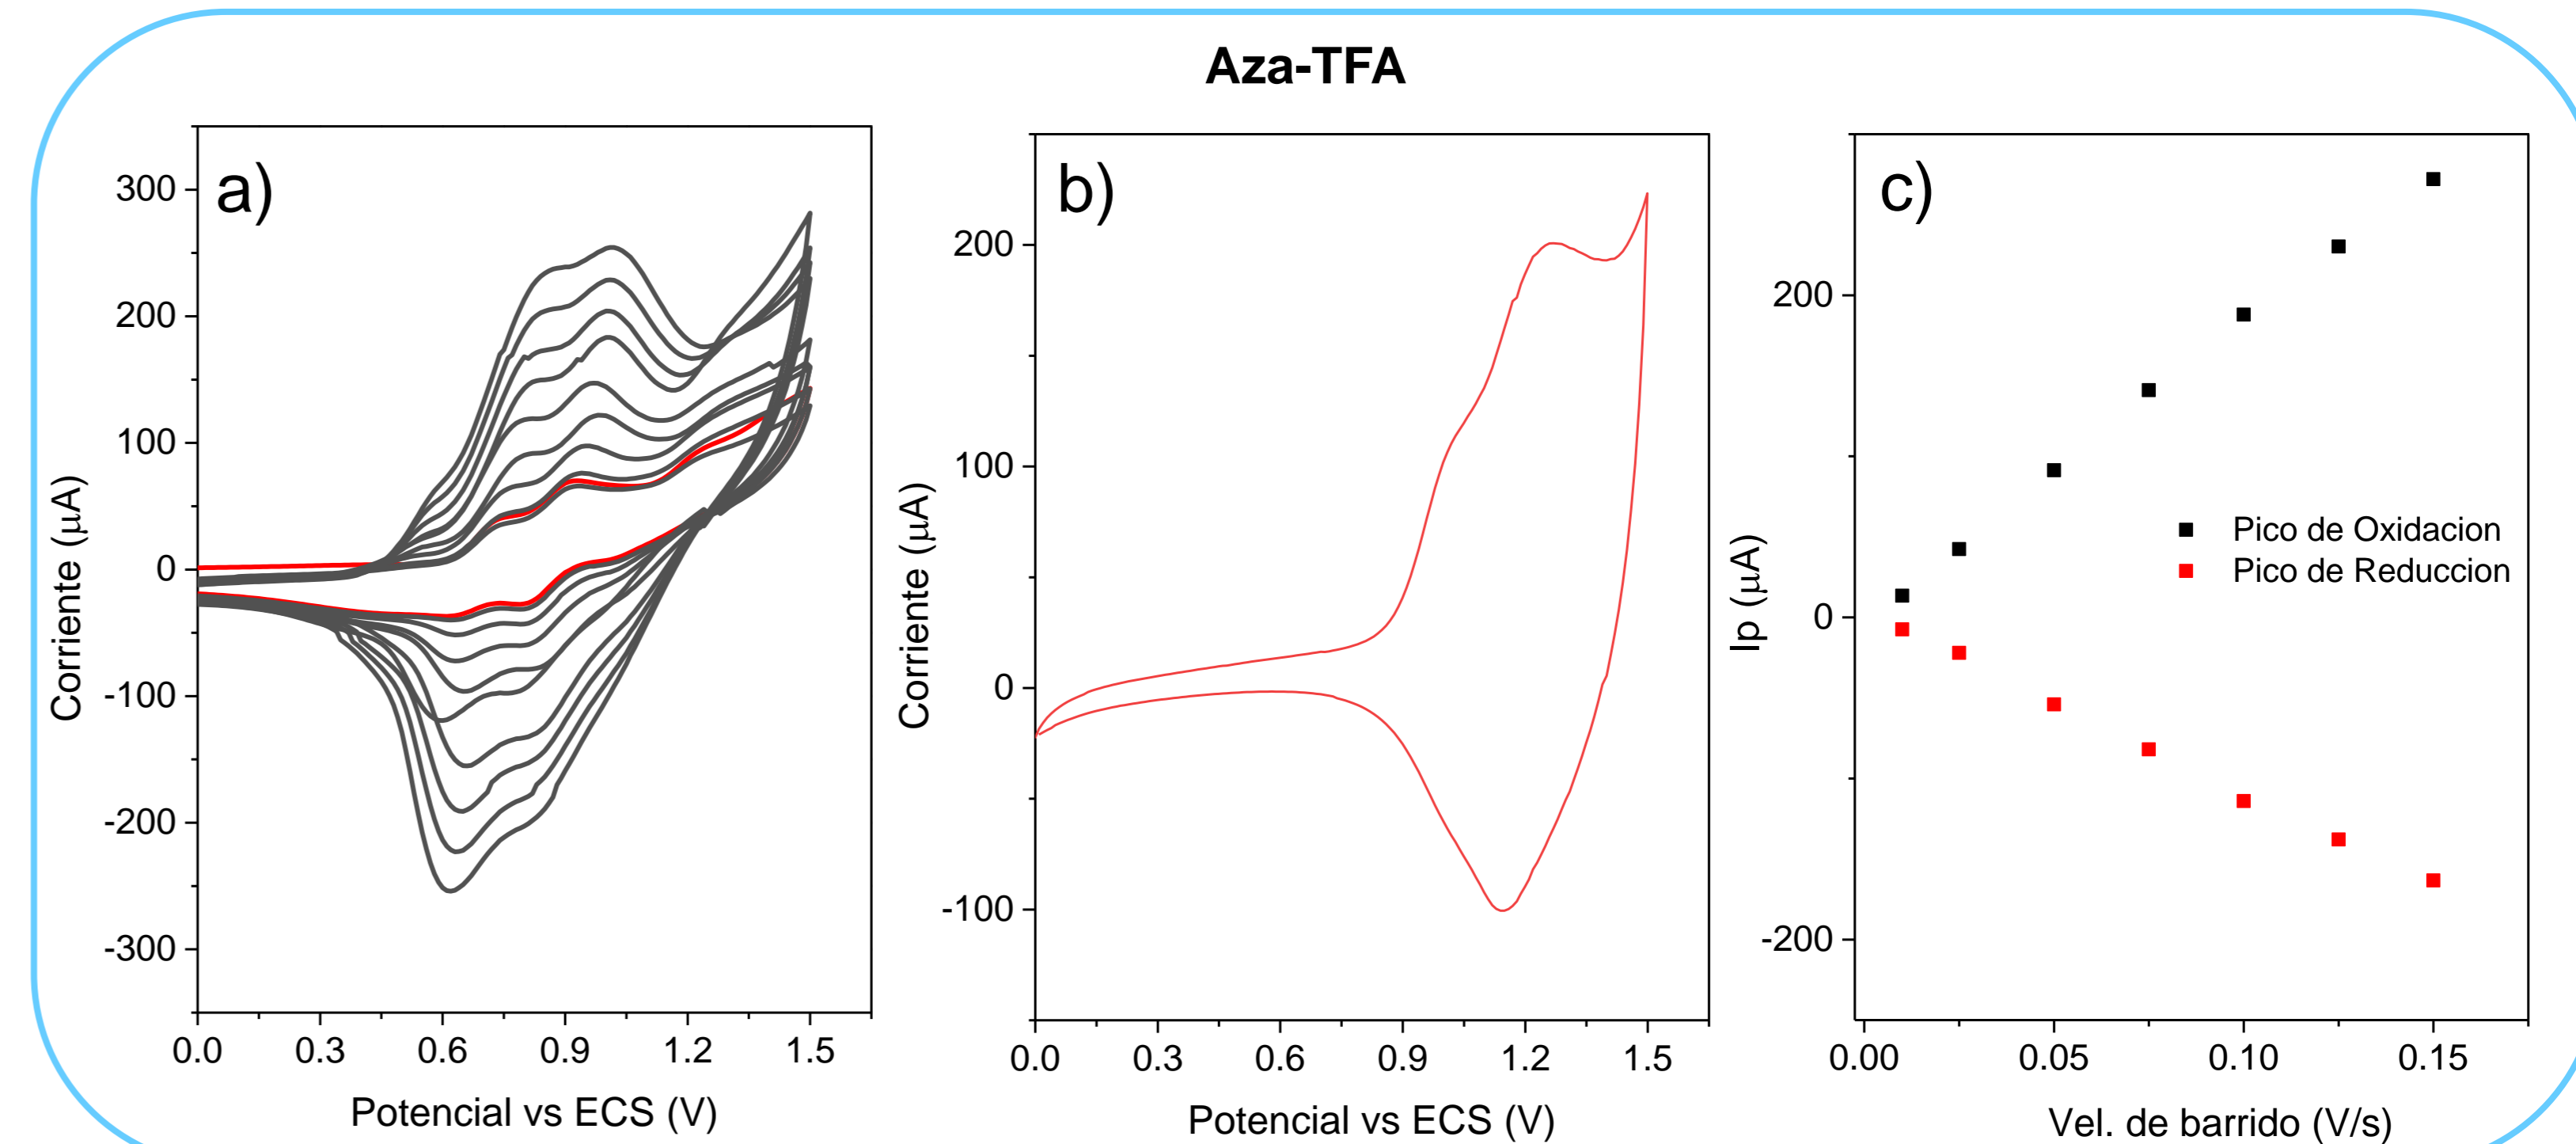 Aza-TFA
a)
300
200
100
0
-100
-200
-300
Corriente (μA)
0.0 0.3 0.6 0.9 1.2 1.5
Potencial vs ECS (V)
b)
200
100
0
-100
Corriente (μA)
0.0 0.3 0.6 0.9 1.2 1.5
Potencial vs ECS (V)
c)
200
0
-200
Ip (μA)
Pico de Oxidacion
Pico de Reduccion
0.00 0.05 0.10 0.15
Vel. de barrido (V/s)